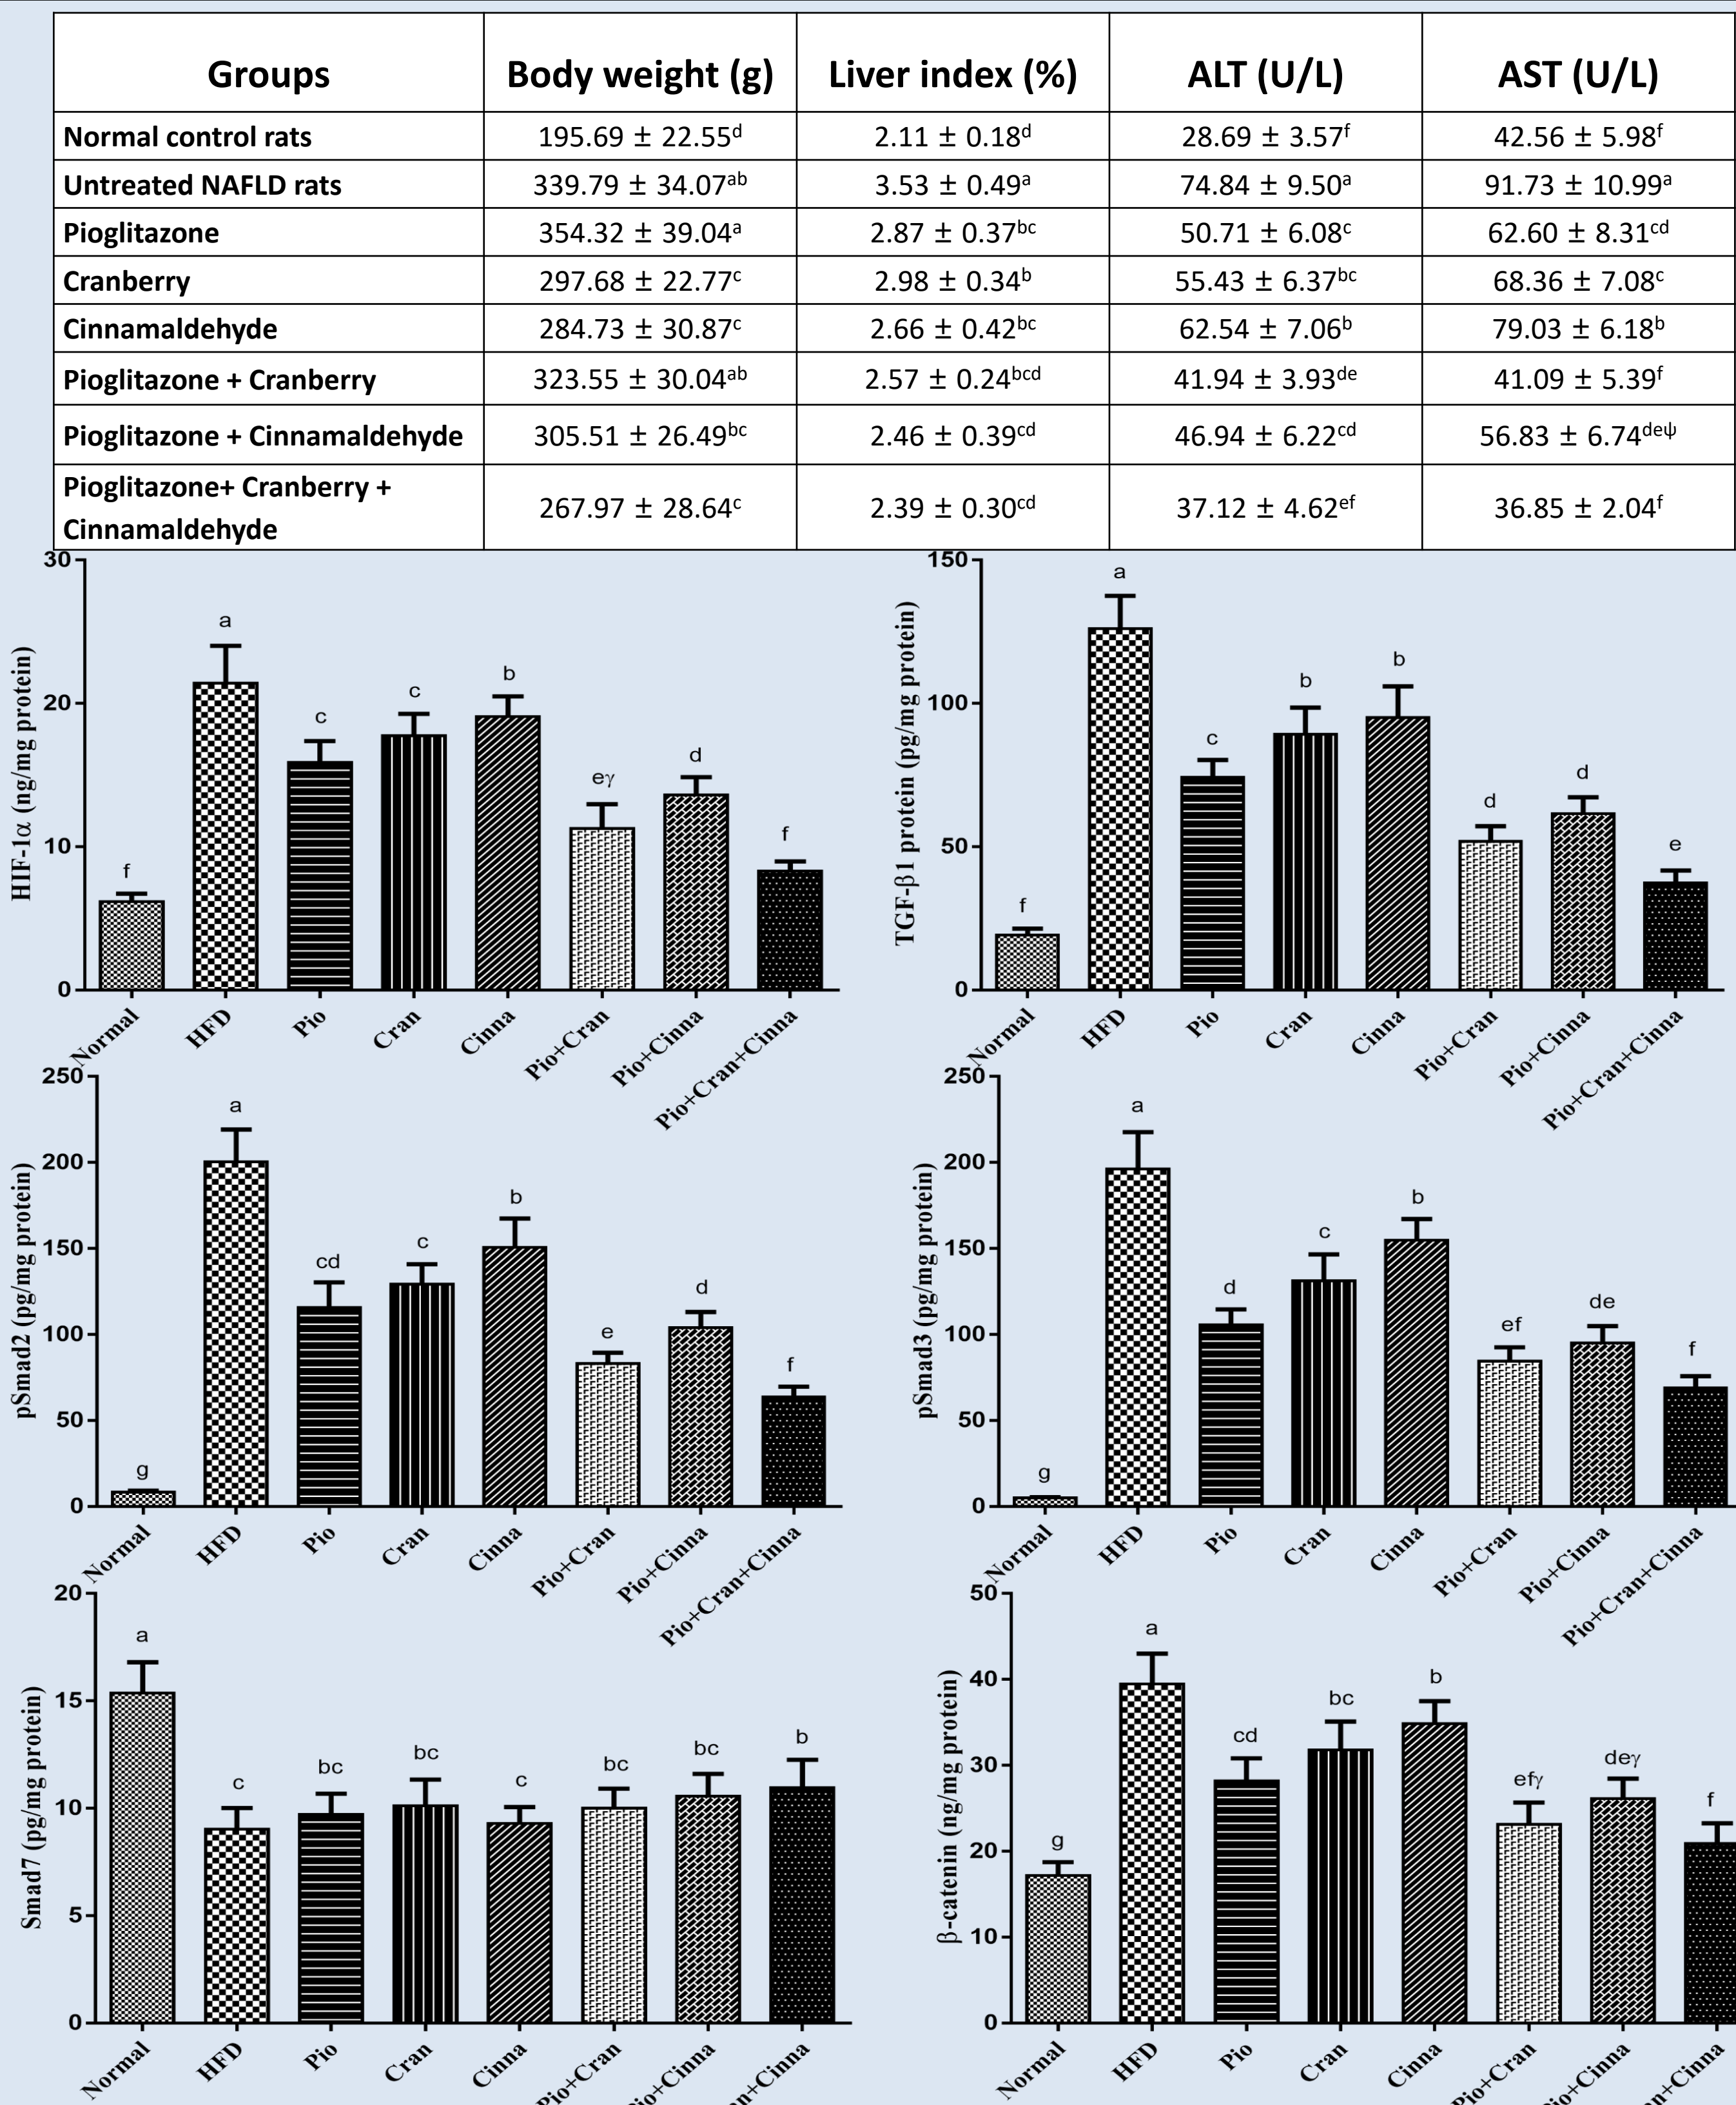 Groups Body weight (g) Liver index (%) ALT (U/L) AST (U/L)
Normal control rats 195.69 ± 22.55d 2.11 ± 0.18d 28.69 ± 3.57f 42.56 ± 5.98f
Untreated NAFLD rats 339.79 ± 34.07ab 3.53 ± 0.49a 74.84 ± 9.50a 91.73 ± 10.99a
Pioglitazone 354.32 ± 39.04a 2.87 ± 0.37bc 50.71 ± 6.08c 62.60 ± 8.31cd
Cranberry 297.68 ± 22.77c 2.98 ± 0.34b 55.43 ± 6.37bc 68.36 ± 7.08c
Cinnamaldehyde 284.73 ± 30.87c 2.66 ± 0.42bc 62.54 ± 7.06b 79.03 ± 6.18b
Pioglitazone + Cranberry 323.55 ± 30.04ab 2.57 ± 0.24bcd 41.94 ± 3.93de 41.09 ± 5.39f
Pioglitazone + Cinnamaldehyde 305.51 ± 26.49bc 2.46 ± 0.39cd 46.94 ± 6.22cd 56.83 ± 6.74deψ
Pioglitazone+ Cranberry +
Cinnamaldehyde 267.97 ± 28.64c 2.39 ± 0.30cd 37.12 ± 4.62ef 36.85 ± 2.04f
HIF-1α (ng/mg protein)
30
20
10
0
f a c c b eγ d f
Normal HFD Pio Cran Cinna Pio+Cran Pio+Cinna Pio+Cran+Cinna
TGF-β1 protein (pg/mg protein)
150
100
50
0
f a c b b d d e
Normal HFD Pio Cran Cinna Pio+Cran Pio+Cinna Pio+Cran+Cinna
pSmad2 (pg/mg protein)
250
200
150
100
50
0
g a cd c b e d f
Normal HFD Pio Cran Cinna Pio+Cran Pio+Cinna Pio+Cran+Cinna
pSmad3 (pg/mg protein)
250
200
150
100
50
0
g a d c b ef de f
Normal HFD Pio Cran Cinna Pio+Cran Pio+Cinna Pio+Cran+Cinna
Smad7 (pg/mg protein)
20
15
10
5
0
a c bc bc c bc bc b
Normal HFD Pio Cran Cinna Pio+Cran io+Cinna an+Cinna
β-catenin (ng/mg protein)
50
40
30
20
10
0
g a cd bc b efγ deγ f
Normal HFD Pio Cran Cinna Pio+Cran io+Cinna n+Cinna